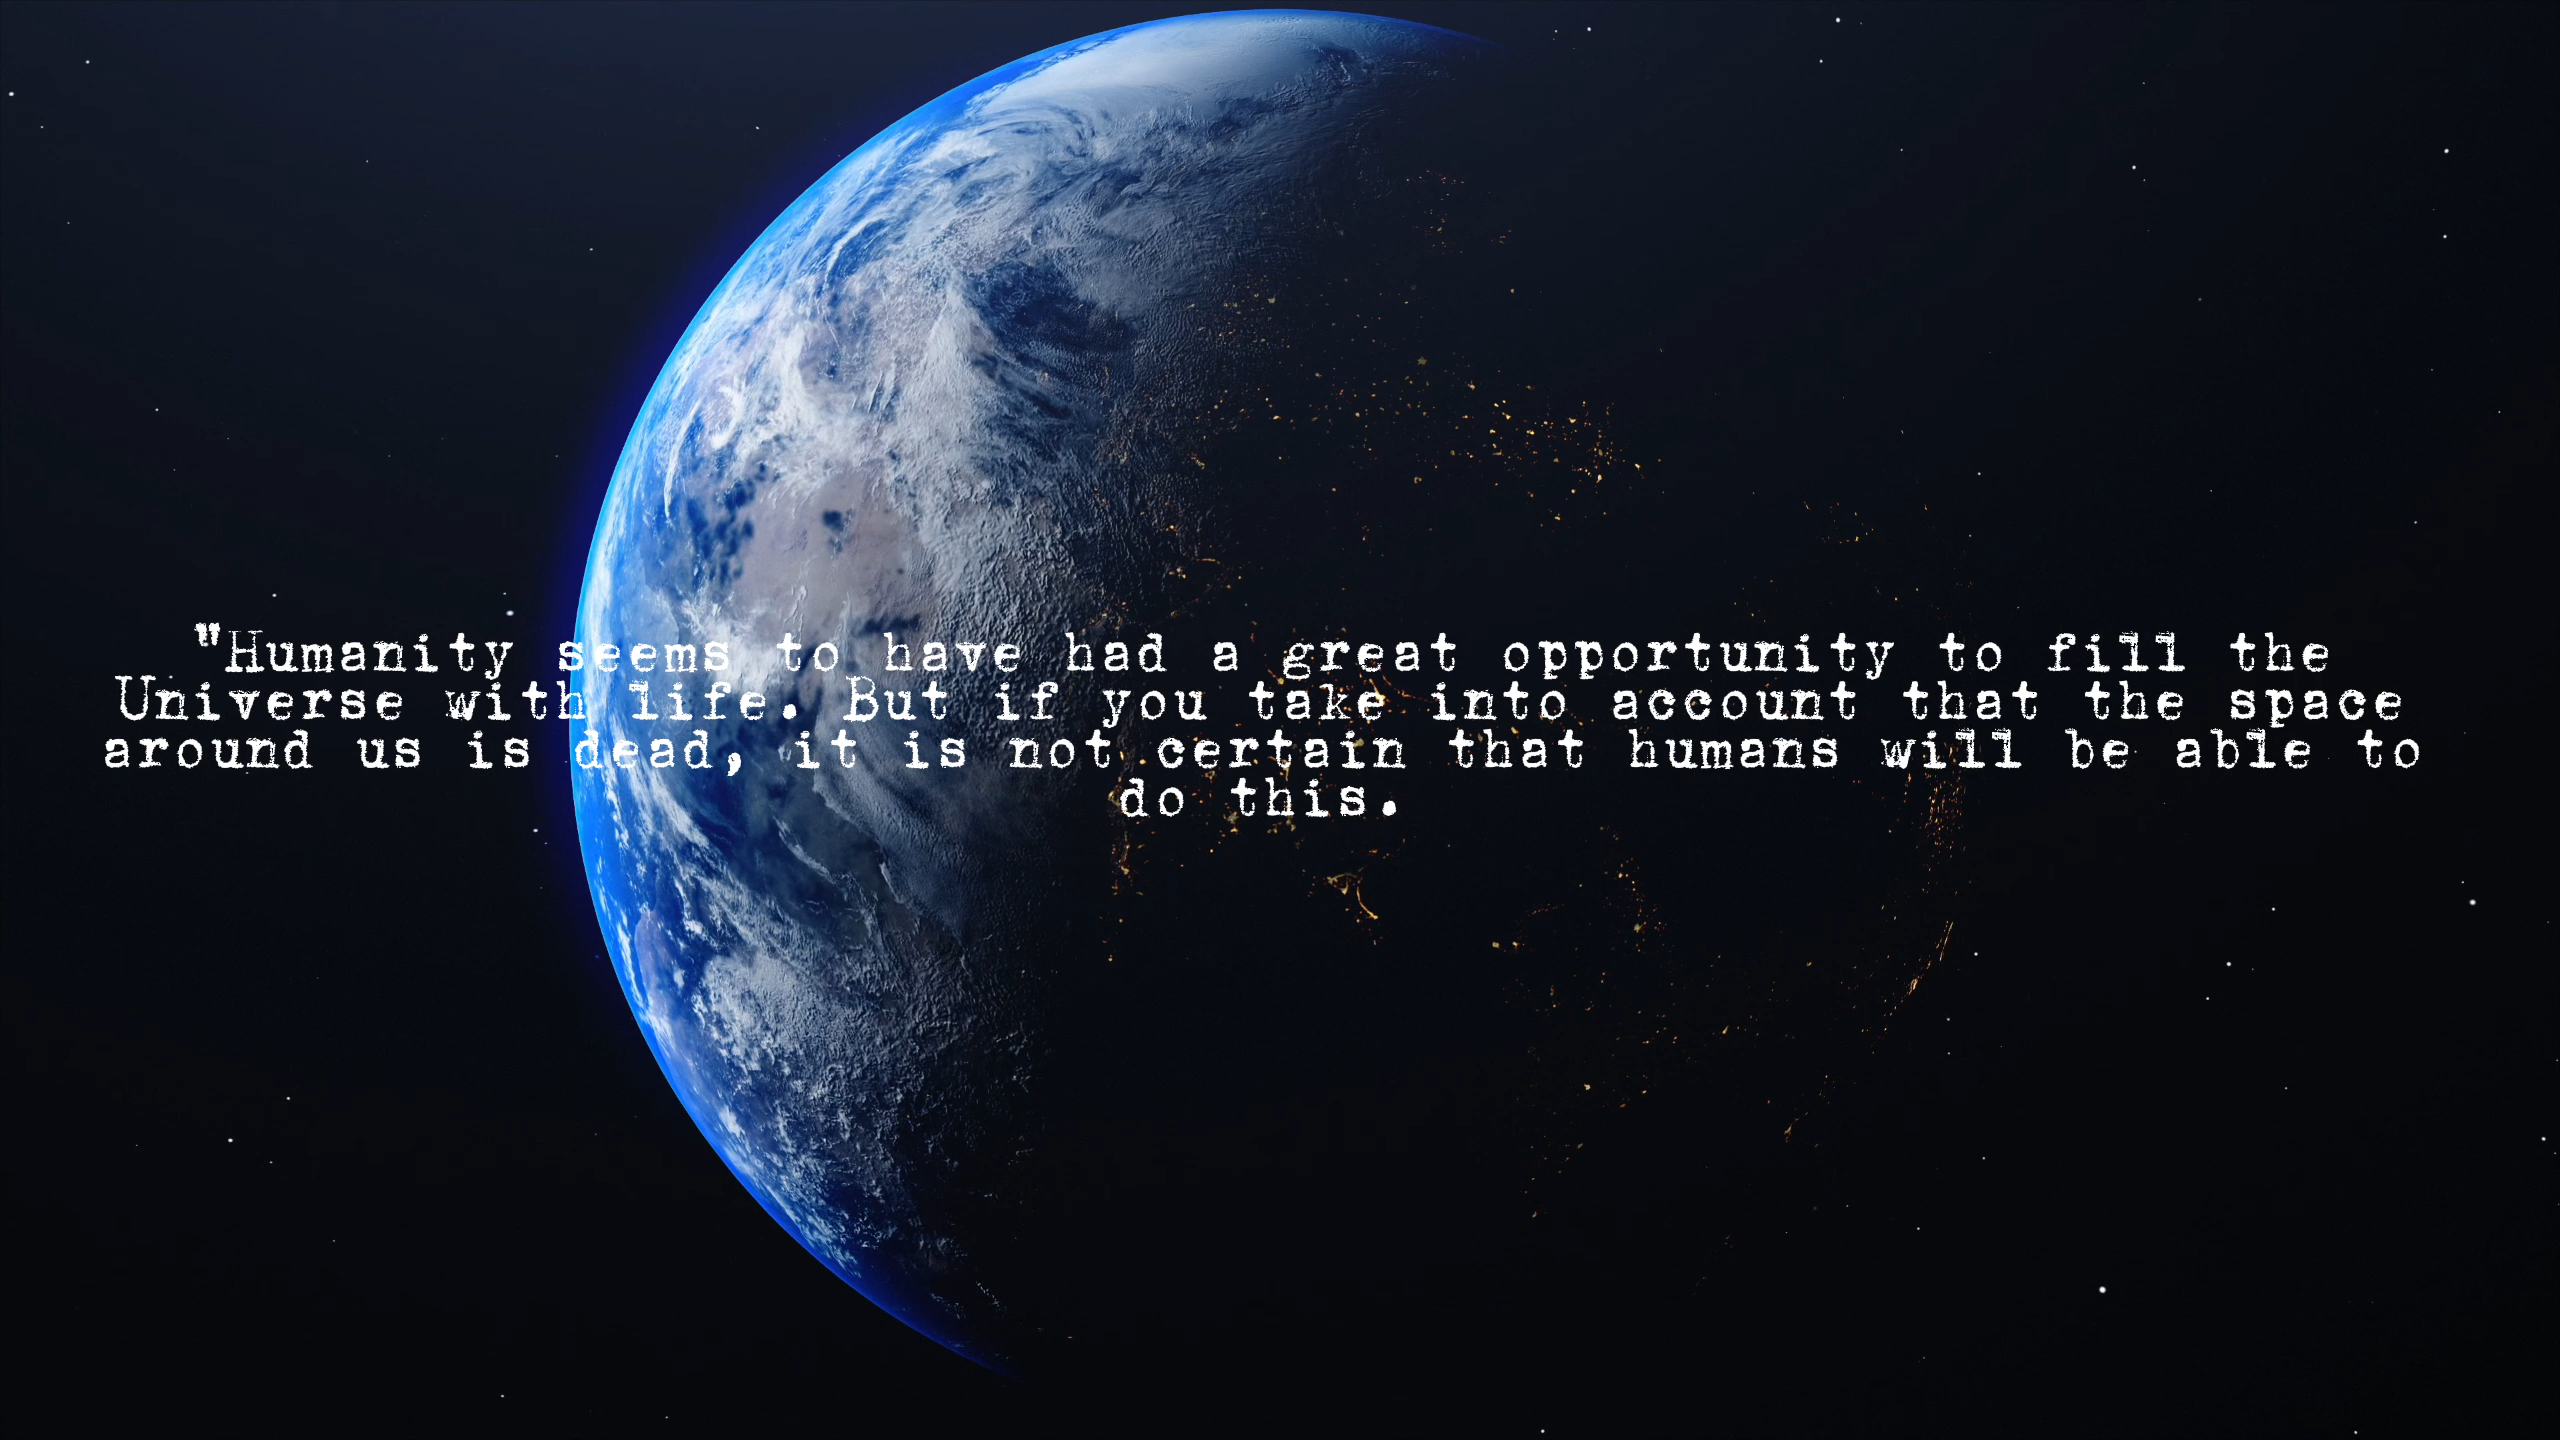 "Humanity seems to have had a great opportunity to fill the
Universe with life. But if you take into account that the space
around us is dead, it is not certain that humans will be able to
do this.